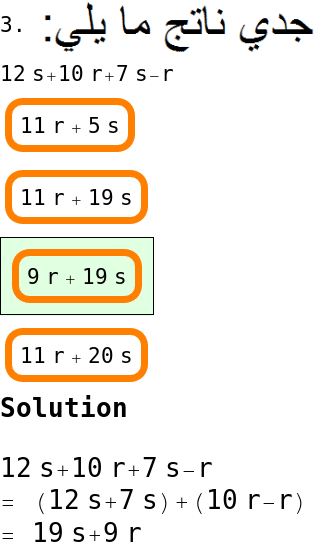 3. جدي ناتج ما يلي:
12 s+10 r+7 s−r
11 r + 5 s
11 r + 19 s
9 r + 19 s
11 r + 20 s
Solution
12 s+10 r+7 s−r
= (12 s+7 s)+(10 r−r)
= 19 s+9 r